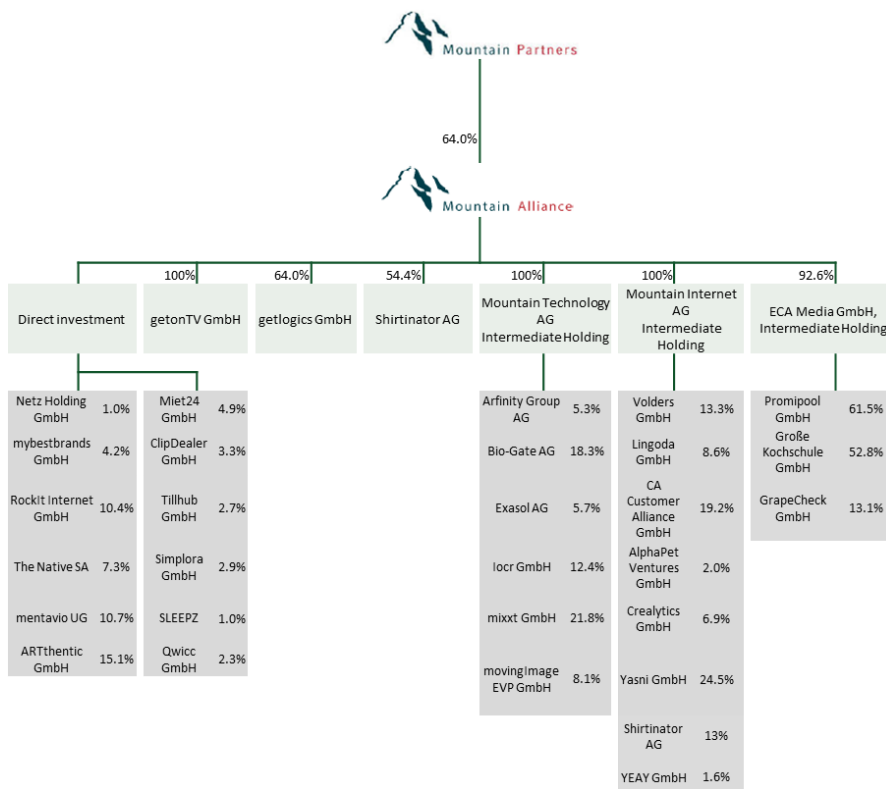 Mountain Partners
64.0%
Mountain Alliance
100%
64.0%
54.4%
100%
100%
92.6%
Direct investment
getonTV GmbH
getlogics GmbH
Shirtinator AG
Mountain Technology
AG
Intermediate Holding
Mountain Internet
AG
Intermediate
Holding
ECA Media GmbH,
Intermediate Holding
Netz Holding
GmbH
1.0%
mybestbrands
GmbH
4.2%
RockIt Internet
GmbH
10.4%
The Native SA
7.3%
mentavio UG
10.7%
ARTthentic
GmbH
15.1%
Miet24
GmbH
4.9%
ClipDealer
GmbH
3.3%
Tillhub
GmbH
2.7%
Simplora
GmbH
2.9%
SLEEPZ
1.0%
Qwicc
GmbH
2.3%
Arfinity Group
AG
5.3%
Bio-Gate AG
18.3%
Exasol AG
5.7%
Iocr GmbH
12.4%
mixxt GmbH
21.8%
movingImage
EVP GmbH
8.1%
Volders
GmbH
13.3%
Lingoda
GmbH
8.6%
CA
Customer
Alliance
GmbH
19.2%
AlphaPet
Ventures
GmbH
2.0%
Crealytics
GmbH
6.9%
Yasni GmbH
24.5%
Shirtinator
AG
13%
YEAY GmbH
1.6%
Promipool
GmbH
61.5%
Große
Kochschule
GmbH
52.8%
GrapeCheck
GmbH
13.1%